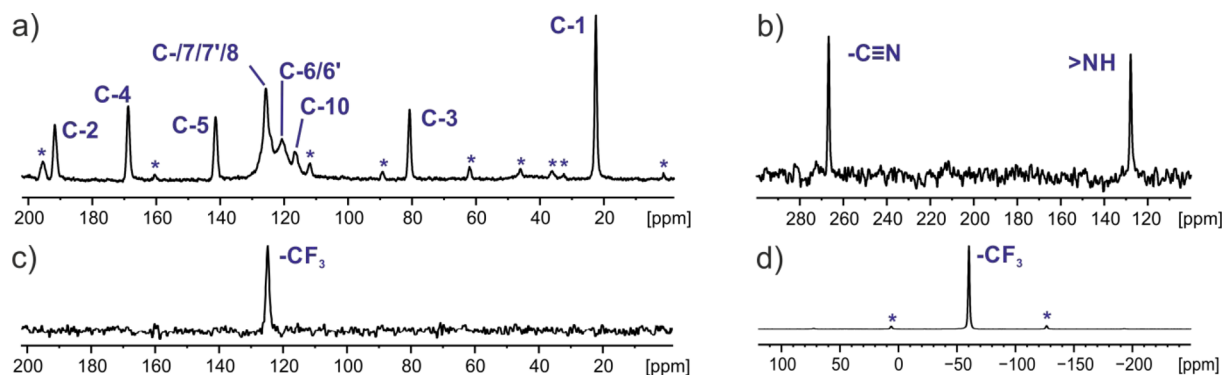 a)
C-1
C-/7/7'/8
C-6/6'
C-4
C-10
C-2
C-5
C-3
* * * * * * ** *
200 180 160 140 120 100 80 60 40 20 [ppm]
b)
-C≡N
>NH
280 260 240 220 200 180 160 140 120 [ppm]
c)
-CF3
200 180 160 140 120 100 80 60 40 20 [ppm]
d)
-CF3
* *
100 50 0 −50 −100 −150 −200 [ppm]